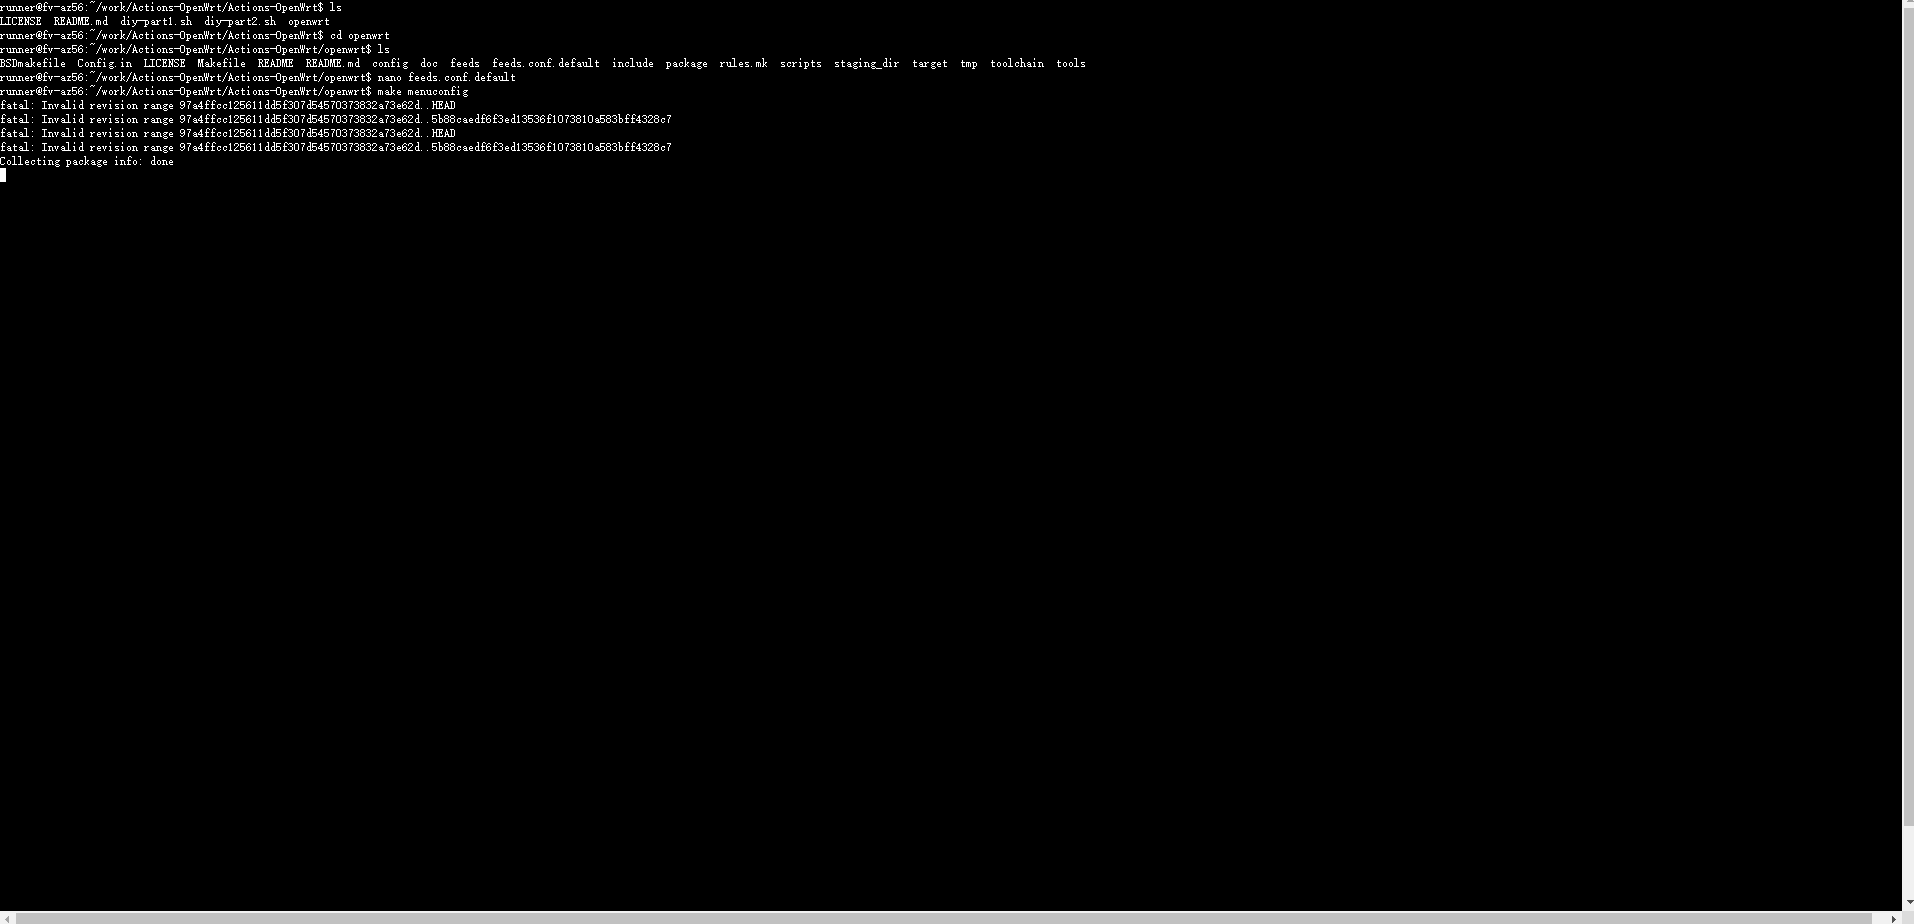 runner@fv-az56:~/work/Actions-OpenWrt/Actions-OpenWrt$ ls
LICENSE  README.md  diy-part1.sh  diy-part2.sh  openwrt
runner@fv-az56:~/work/Actions-OpenWrt/Actions-OpenWrt$ cd openwrt
runner@fv-az56:~/work/Actions-OpenWrt/Actions-OpenWrt/openwrt$ ls
BSDmakefile  Config.in  LICENSE  Makefile  README  README.md  config  doc  feeds  feeds.conf.default  include  package  rules.mk  scripts  staging_dir  target  tmp  toolchain  tools
runner@fv-az56:~/work/Actions-OpenWrt/Actions-OpenWrt/openwrt$ nano feeds.conf.default
runner@fv-az56:~/work/Actions-OpenWrt/Actions-OpenWrt/openwrt$ make menuconfig
fatal: Invalid revision range 97a4ffcc125611dd5f307d54570373832a73e62d..HEAD
fatal: Invalid revision range 97a4ffcc125611dd5f307d54570373832a73e62d..5b88caedf6f3ed13536f1073810a583bff4328c7
fatal: Invalid revision range 97a4ffcc125611dd5f307d54570373832a73e62d..HEAD
fatal: Invalid revision range 97a4ffcc125611dd5f307d54570373832a73e62d..5b88caedf6f3ed13536f1073810a583bff4328c7
Collecting package info: done